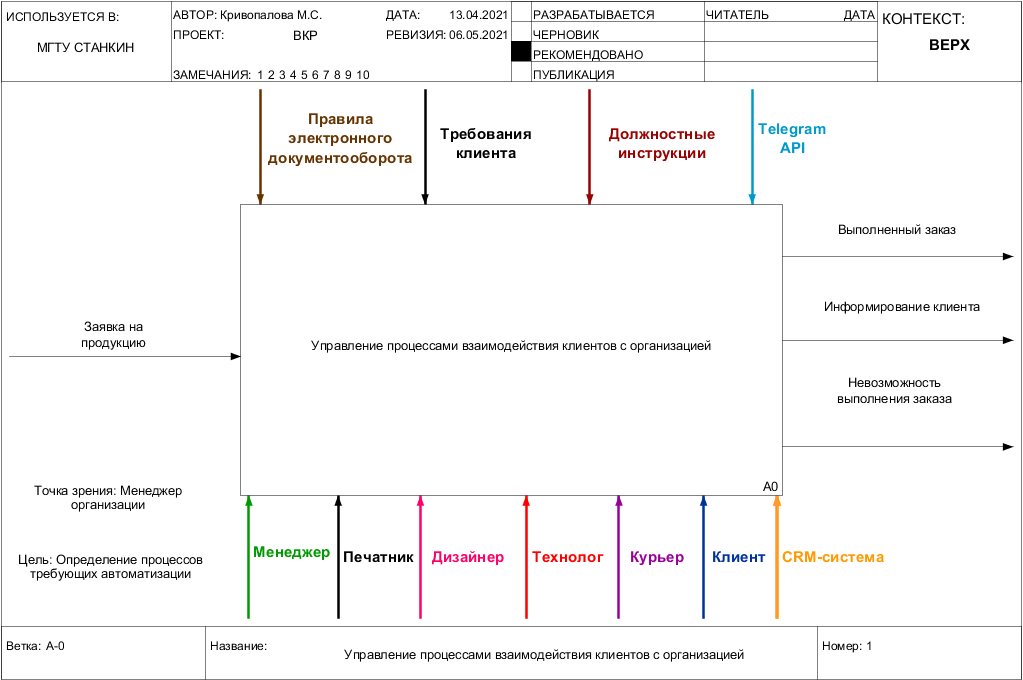 ИСПОЛЬЗУЕТСЯ В:
МГТУ СТАНКИН
АВТОР: Кривопалова М.С.
ДАТА: 13.04.2021
ПРОЕКТ: ВКР
РЕВИЗИЯ: 06.05.2021
ЗАМЕЧАНИЯ: 1 2 3 4 5 6 7 8 9 10
РАЗРАБАТЫВАЕТСЯ
ЧЕРНОВИК
РЕКОМЕНДОВАНО
ПУБЛИКАЦИЯ
ЧИТАТЕЛЬ
ДАТА
КОНТЕКСТ:
ВЕРХ
Правила
электронного
документооборота
Требования
клиента
Должностные
инструкции
Telegram
API
Выполненный заказ
Информирование клиента
Невозможность
выполнения заказа
Заявка на
продукцию
Управление процессами взаимодействия клиентов с организацией
A0
Точка зрения: Менеджер
организации
Цель: Определение процессов
требующих автоматизации
Менеджер
Печатник
Дизайнер
Технолог
Курьер
Клиент
CRM-система
Ветка: А-0
Название:
Управление процессами взаимодействия клиентов с организацией
Номер: 1